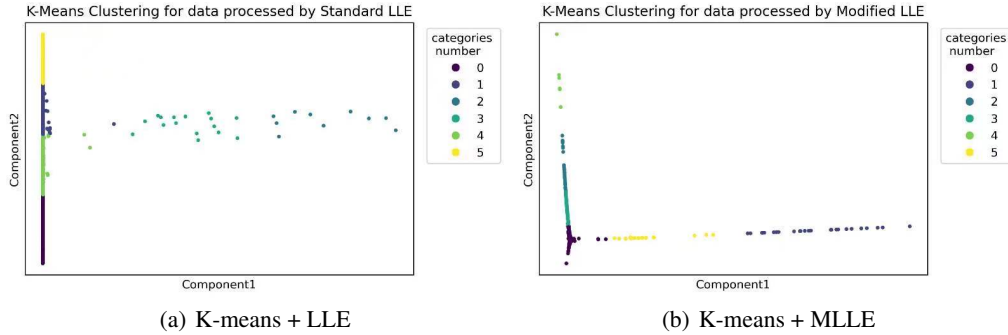 K-Means Clustering for data processed by Standard LLE
Component2
Component1
categories
number
0
1
2
3
4
5
(a) K-means + LLE
K-Means Clustering for data processed by Modified LLE
Component2
Component1
categories
number
0
1
2
3
4
5
(b) K-means + MLLE